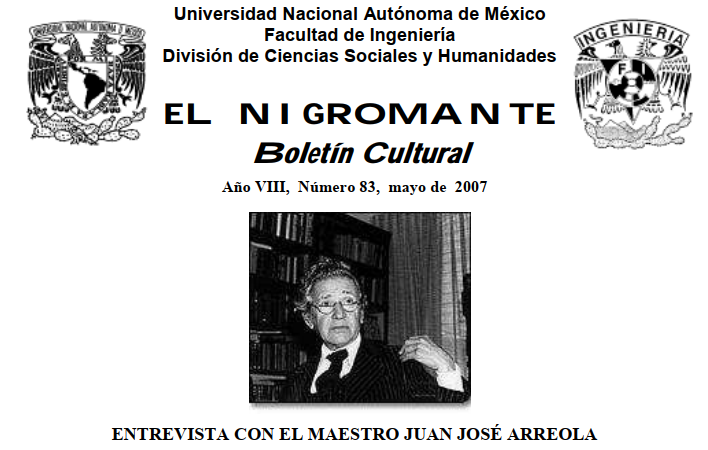 Universidad Nacional Autónoma de México
Facultad de Ingeniería
División de Ciencias Sociales y Humanidades
INGENIERIA
F I
EL NIGROMANTE
Boletín Cultural
Año VIII, Número 83, mayo de 2007
ENTREVISTA CON EL MAESTRO JUAN JOSÉ ARREOLA